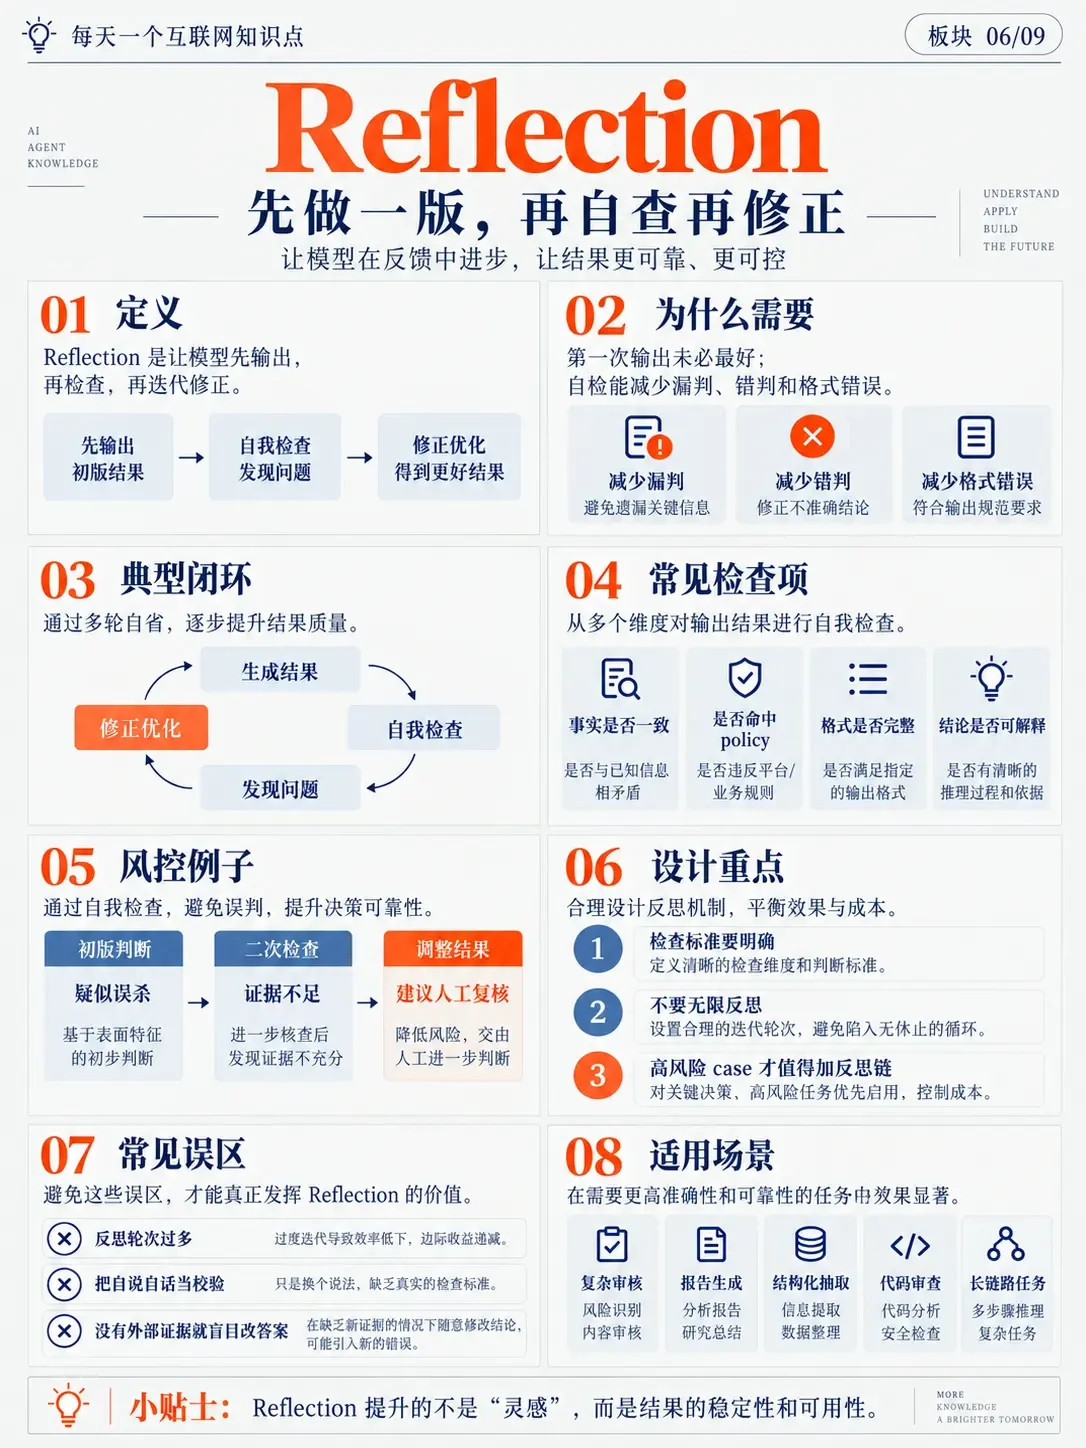 每天一个互联网知识点
板块 06/09
AI
AGENT
KNOWLEDGE
Reflection
先做一版，再自查再修正
让模型在反馈中进步，让结果更可靠、更可控
UNDERSTAND
APPLY
BUILD
THE FUTURE
01 定义
Reflection 是让模型先输出，
再检查，再迭代修正。
先输出
初版结果
自我检查
发现问题
修正优化
得到更好结果
02 为什么需要
第一次输出未必最好；
自检能减少漏判、错判和格式错误。
减少漏判
避免遗漏关键信息
减少错判
修正不准确结论
减少格式错误
符合输出规范要求
03 典型闭环
通过多轮自省，逐步提升结果质量。
生成结果
自我检查
发现问题
修正优化
04 常见检查项
从多个维度对输出结果进行自我检查。
事实是否一致
是否与已知信息
相矛盾
是否命中
policy
是否违反平台/
业务规则
格式是否完整
是否满足指定
的输出格式
结论是否可解释
是否有清晰的
推理过程和依据
05 风控例子
通过自我检查，避免误判，提升决策可靠性。
初版判断
疑似误杀
基于表面特征
的初步判断
二次检查
证据不足
进一步核查后
发现证据不充分
调整结果
建议人工复核
降低风险，交由
人工进一步判断
06 设计重点
合理设计反思机制，平衡效果与成本。
1 检查标准要明确
定义清晰的检查维度和判断标准。
2 不要无限反思
设置合理的迭代轮次，避免陷入无休止的循环。
3 高风险 case 才值得加反思链
对关键决策、高风险任务优先启用，控制成本。
07 常见误区
避免这些误区，才能真正发挥 Reflection 的价值。
反思轮次过多
过度迭代导致效率低下，边际收益递减。
把自说自话当校验
只是换个说法，缺乏真实的检查标准。
没有外部证据就盲目改答案
在缺乏新证据的情况下随意修改结论，
可能引入新的错误。
08 适用场景
在需要更高准确性和可靠性的任务中效果显著。
复杂审核
风险识别
内容审核
报告生成
分析报告
研究总结
结构化抽取
信息提取
数据整理
代码审查
代码分析
安全检查
长链路任务
多步骤推理
复杂任务
小贴士：
Reflection 提升的不是“灵感”，而是结果的稳定性和可用性。
MORE
KNOWLEDGE
A BRIGHTER TOMORROW